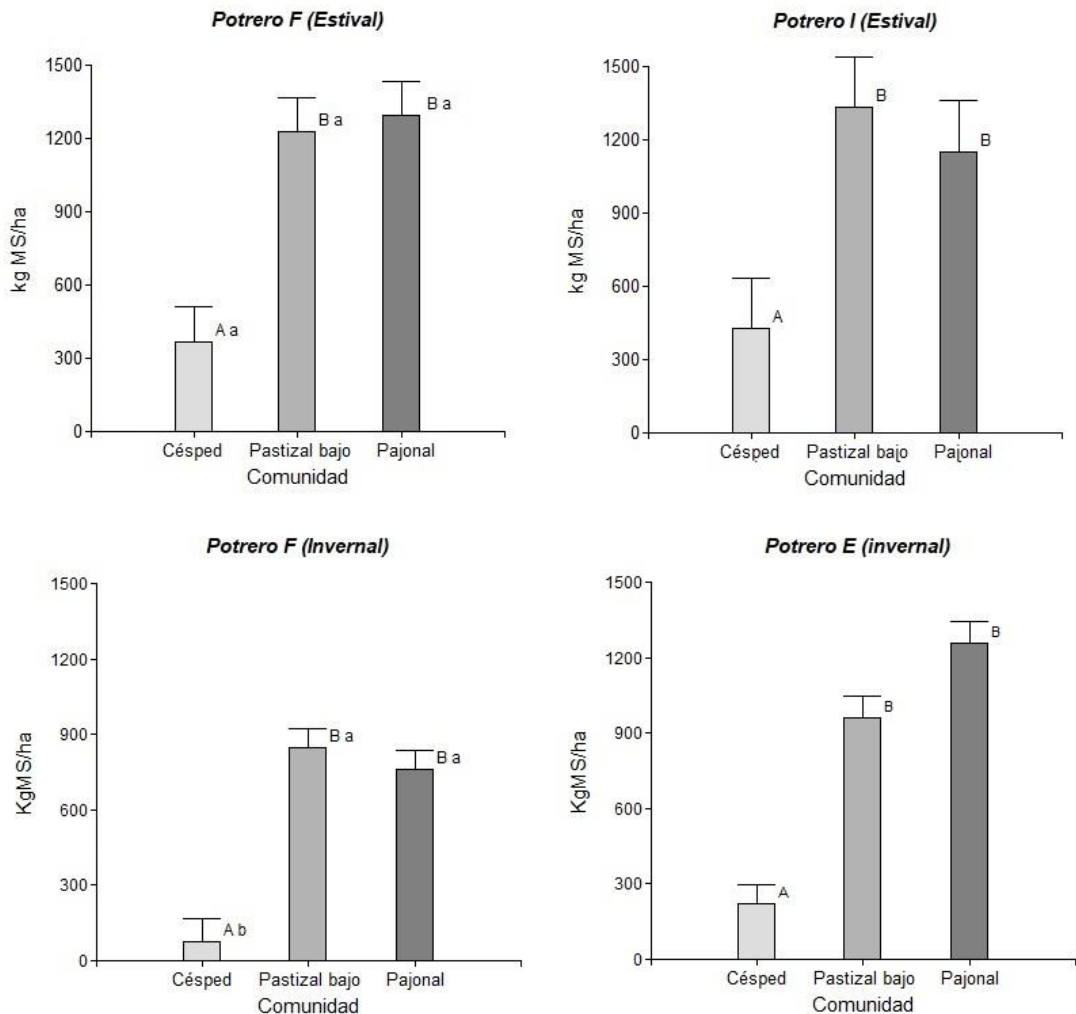 Potrero F (Estival)
kg MS/ha
1500
1200
900
600
300
0
A a
B a
B a
Césped
Pastizal bajo
Pajonal
Comunidad
Potrero I (Estival)
kg MS/ha
1500
1200
900
600
300
0
A
B
B
Césped
Pastizal bajo
Pajonal
Comunidad
Potrero F (Invernal)
KgMS/ha
1500
1200
900
600
300
0
A b
B a
B a
Césped
Pastizal bajo
Pajonal
Comunidad
Potrero E (invernal)
KgMS/ha
1500
1200
900
600
300
0
A
B
B
Césped
Pastizal bajo
Pajonal
Comunidad